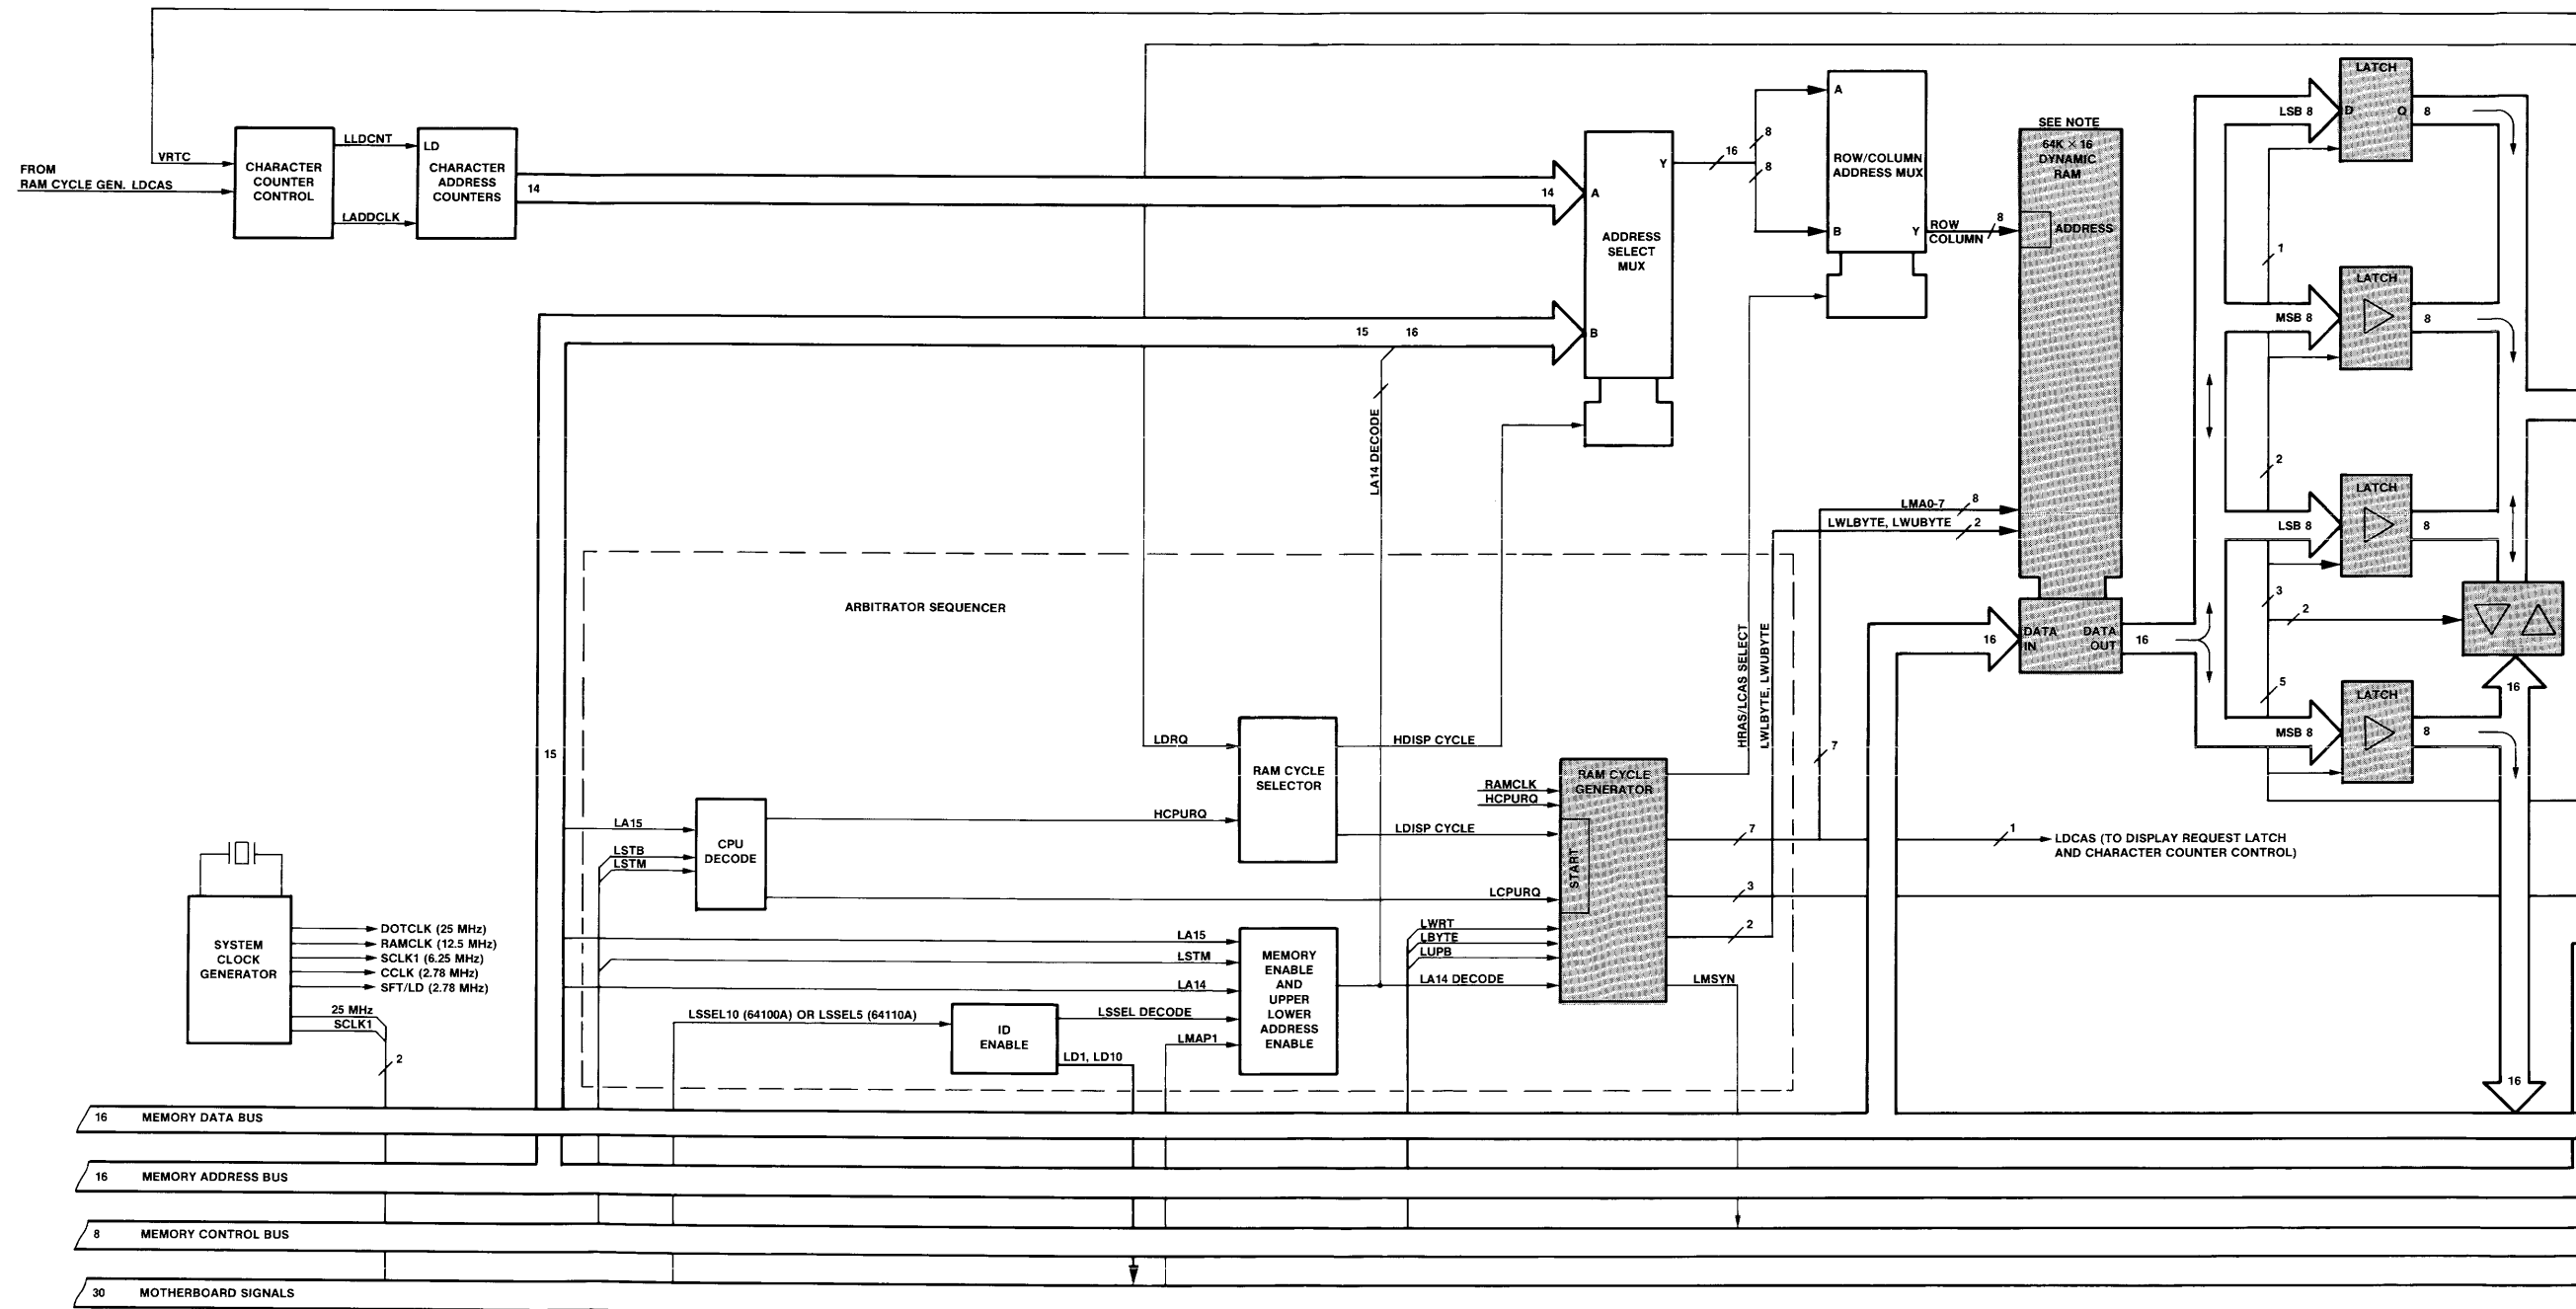 VRTC
FROM
RAM CYCLE GEN. LDCAS
CHARACTER
COUNTER
CONTROL
LLDCNT
LADDCLK
LD
CHARACTER
ADDRESS
COUNTERS
14
14
A
Y
ADDRESS
SELECT
MUX
B
15
16
16
8
8
A
ROW/COLUMN
ADDRESS MUX
B
Y
ROW
COLUMN
8
SEE NOTE
64K × 16
DYNAMIC
RAM
ADDRESS
LATCH
LSB 8
D
Q
8
1
LATCH
MSB 8
8
2
LATCH
LSB 8
8
3
2
5
LATCH
MSB 8
8
16
16
LA14 DECODE
LMA0-7
8
LWLBYTE, LWUBYTE
2
16
DATA
IN
DATA
OUT
16
ARBITRATOR SEQUENCER
HRAS/LCAS SELECT
LWLBYTE, LWUBYTE
7
15
LDRQ
HCPURQ
RAM CYCLE
SELECTOR
HDISP CYCLE
LDISP CYCLE
RAMCLK
HCPURQ
RAM CYCLE
GENERATOR
START
7
1
LDCAS (TO DISPLAY REQUEST LATCH
AND CHARACTER COUNTER CONTROL)
3
2
LA15
LSTB
LSTM
CPU
DECODE
LCPURQ
LWRT
LBYTE
LUPB
LA14 DECODE
LMSYN
LA15
LSTM
LA14
MEMORY
ENABLE
AND
UPPER
LOWER
ADDRESS
ENABLE
LSSEL10 (64100A) OR LSSEL5 (64110A)
ID
ENABLE
LSSEL DECODE
LD1, LD10
LMAP1
SYSTEM
CLOCK
GENERATOR
DOTCLK (25 MHz)
RAMCLK (12.5 MHz)
SCLK1 (6.25 MHz)
CCLK (2.78 MHz)
SFT/LD (2.78 MHz)
25 MHz
SCLK1
2
16 MEMORY DATA BUS
16 MEMORY ADDRESS BUS
8 MEMORY CONTROL BUS
30 MOTHERBOARD SIGNALS